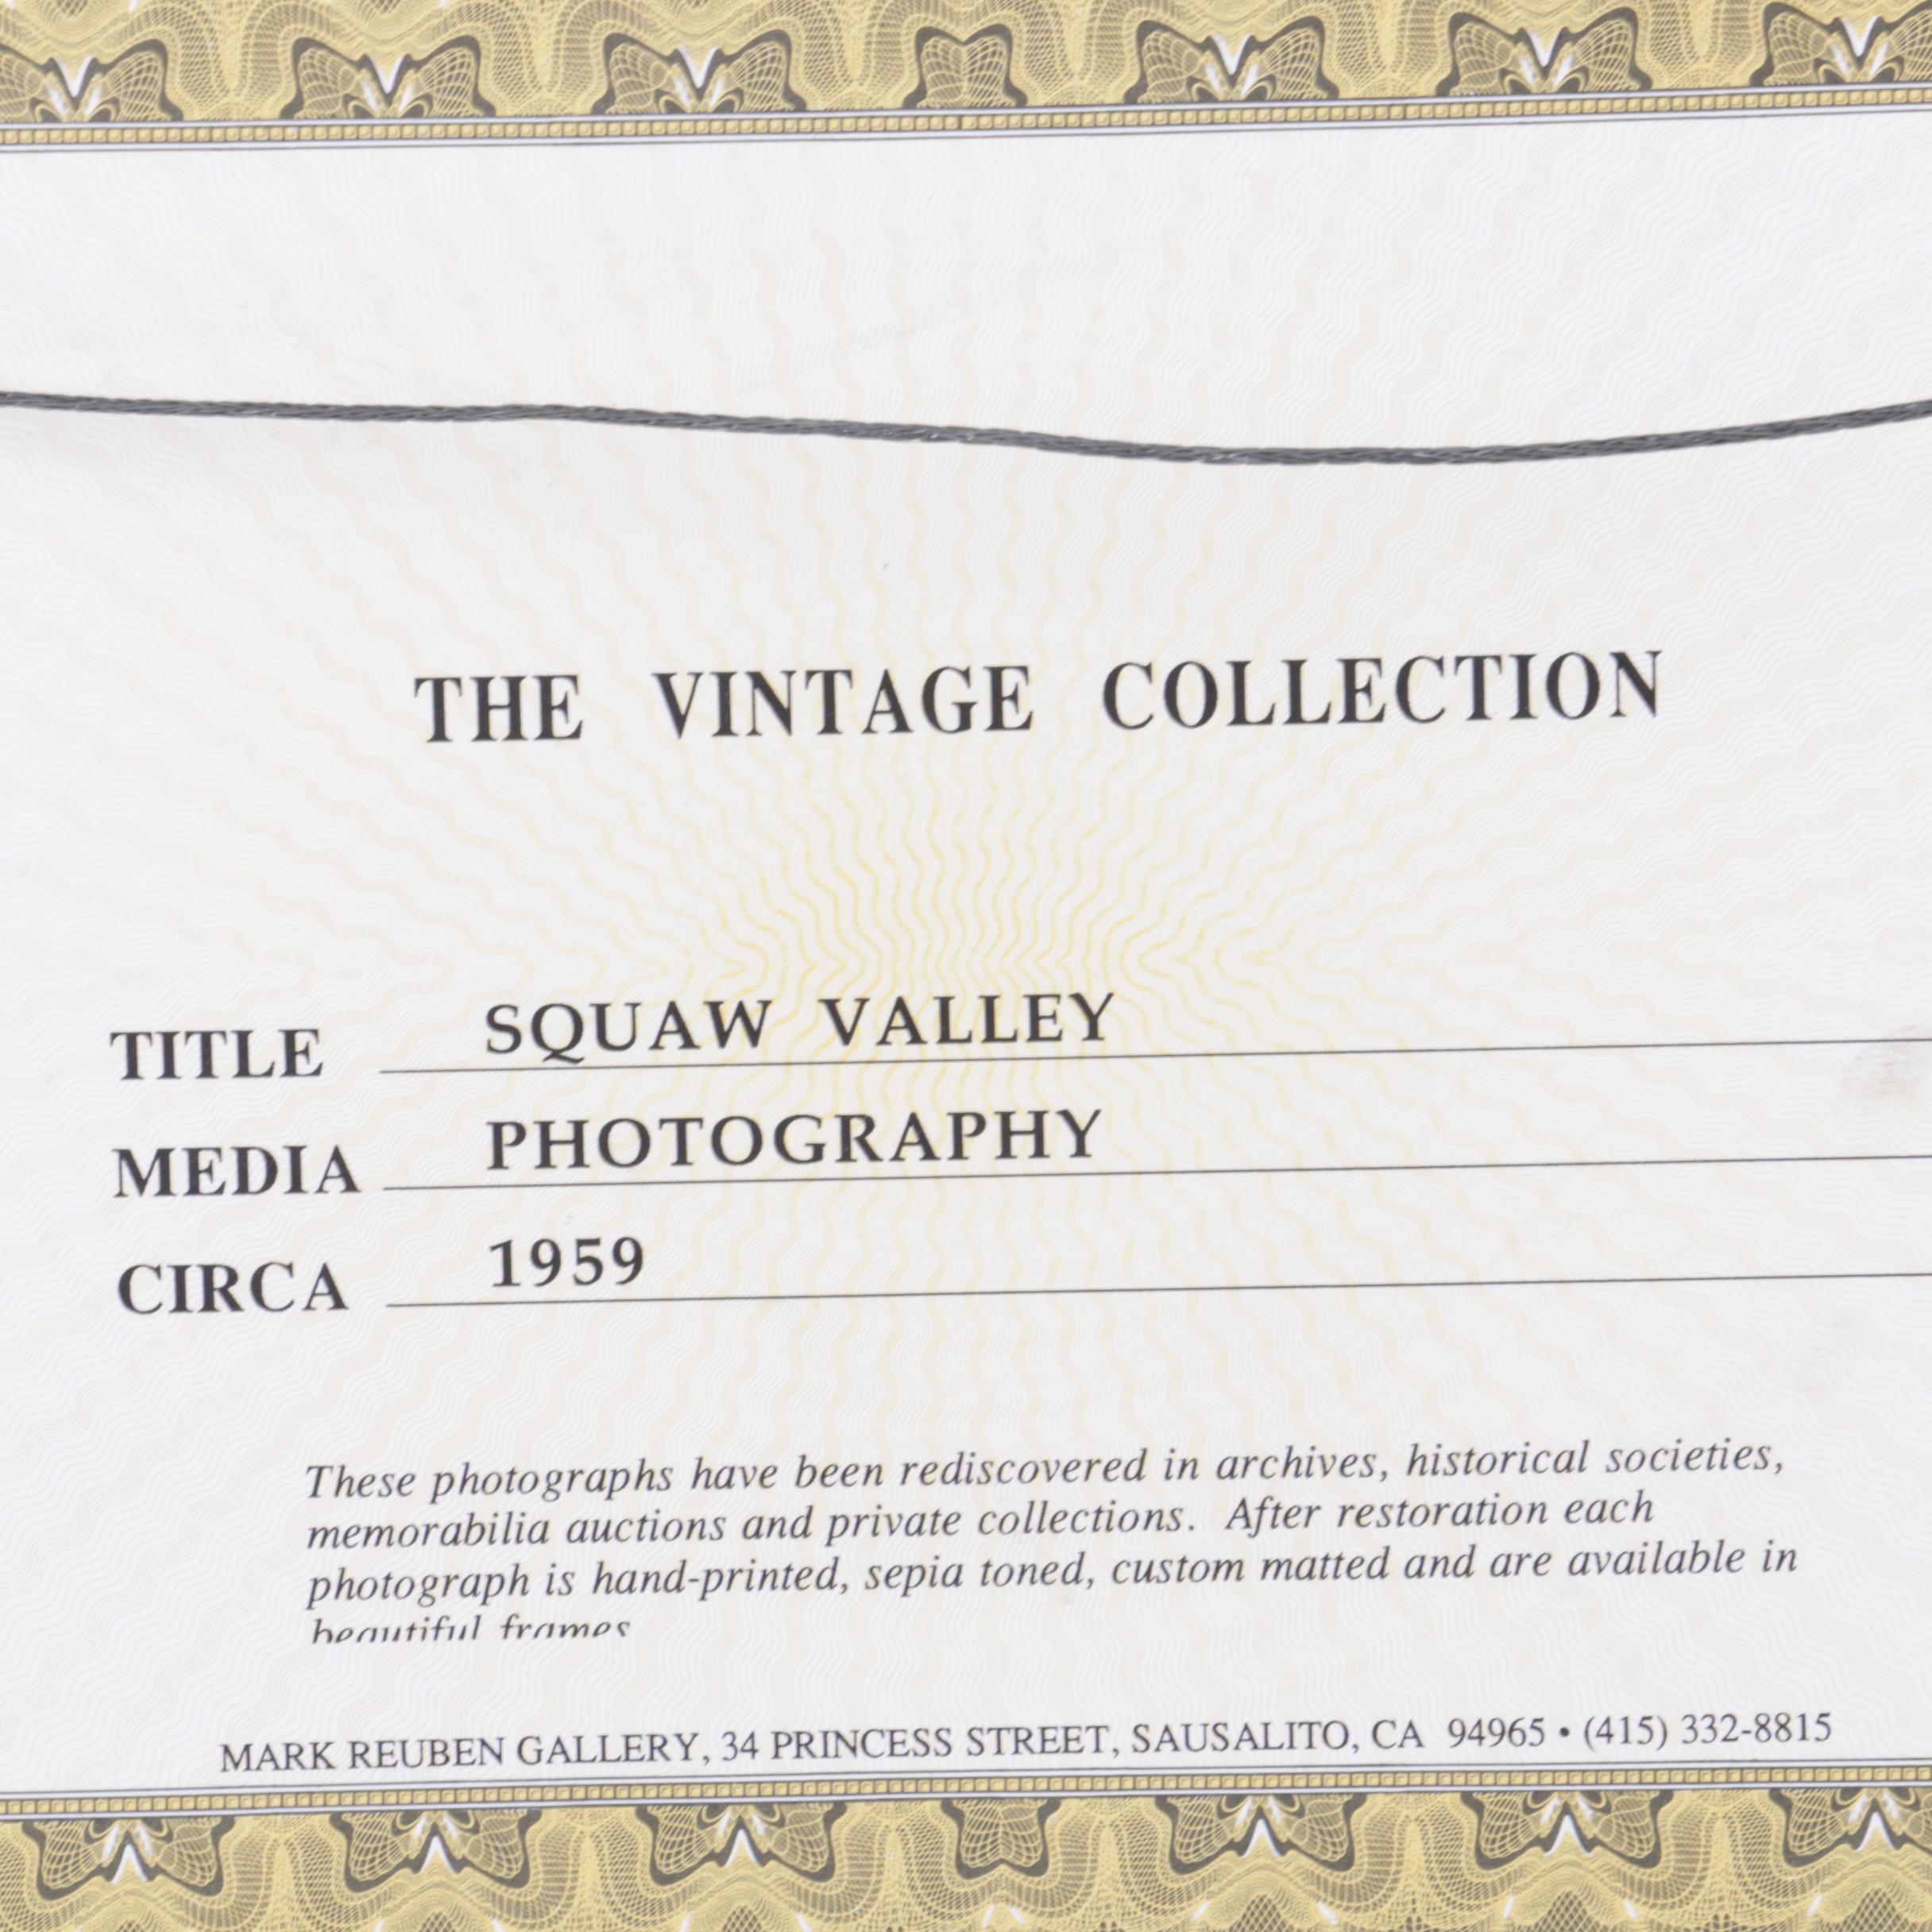 THE VINTAGE COLLECTION
TITLE SQUAW VALLEY
MEDIA PHOTOGRAPHY
CIRCA 1959
These photographs have been rediscovered in archives, historical societies,
memorabilia auctions and private collections. After restoration each
photograph is hand-printed, sepia toned, custom matted and are available in
beautiful frames
MARK REUBEN GALLERY, 34 PRINCESS STREET, SAUSALITO, CA 94965 • (415) 332-8815